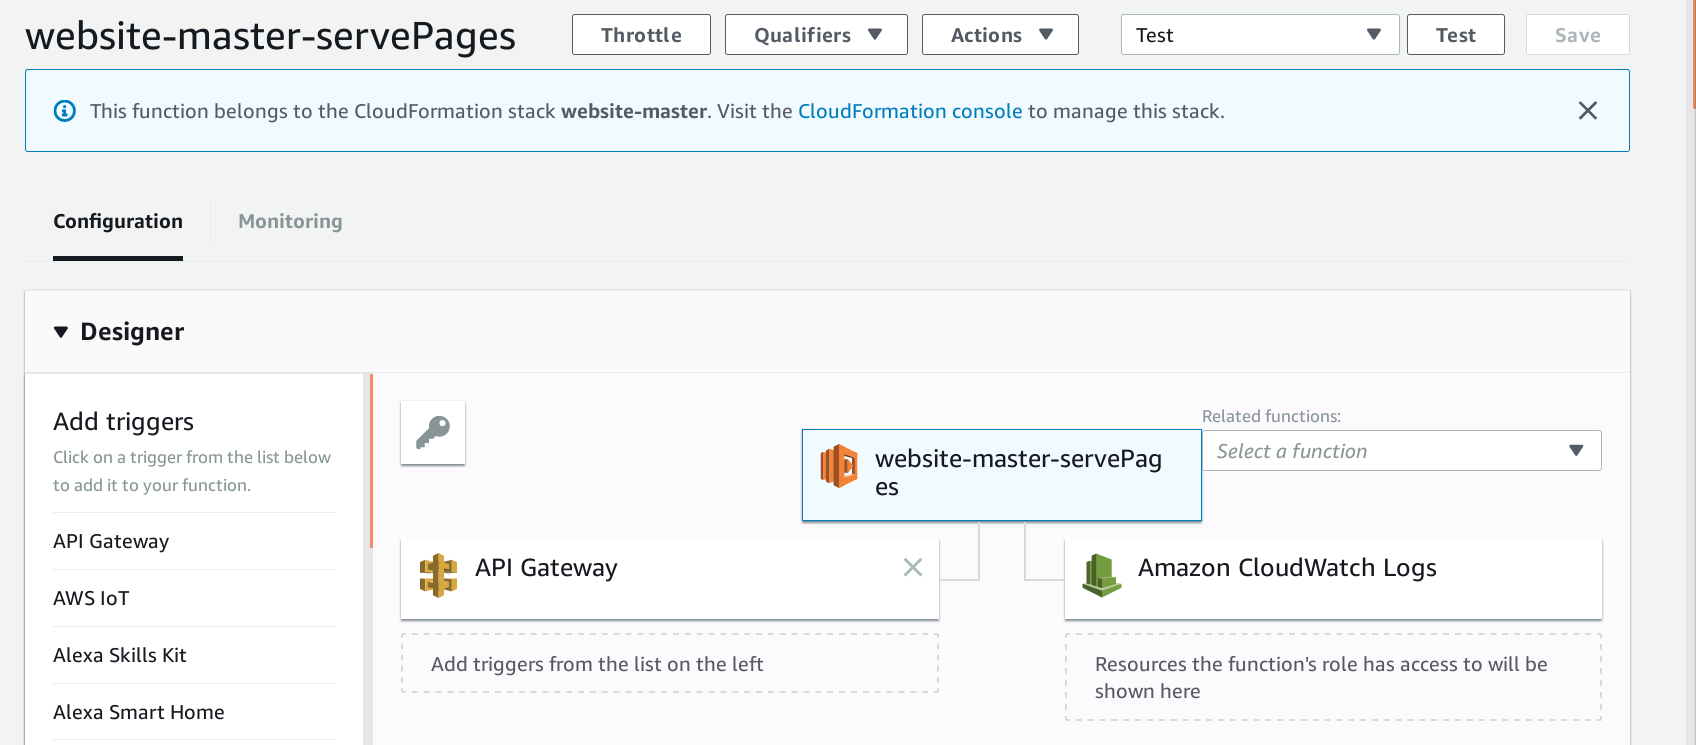 website-master-servePages
Throttle
Qualifiers
Actions
Test
Test
Save
This function belongs to the CloudFormation stack website-master. Visit the CloudFormation console to manage this stack.
Configuration
Monitoring
Designer
Add triggers
Click on a trigger from the list below
to add it to your function.
API Gateway
AWS IoT
Alexa Skills Kit
Alexa Smart Home
Related functions:
Select a function
website-master-servePag
es
API Gateway
Amazon CloudWatch Logs
Add triggers from the list on the left
Resources the function's role has access to will be
shown here